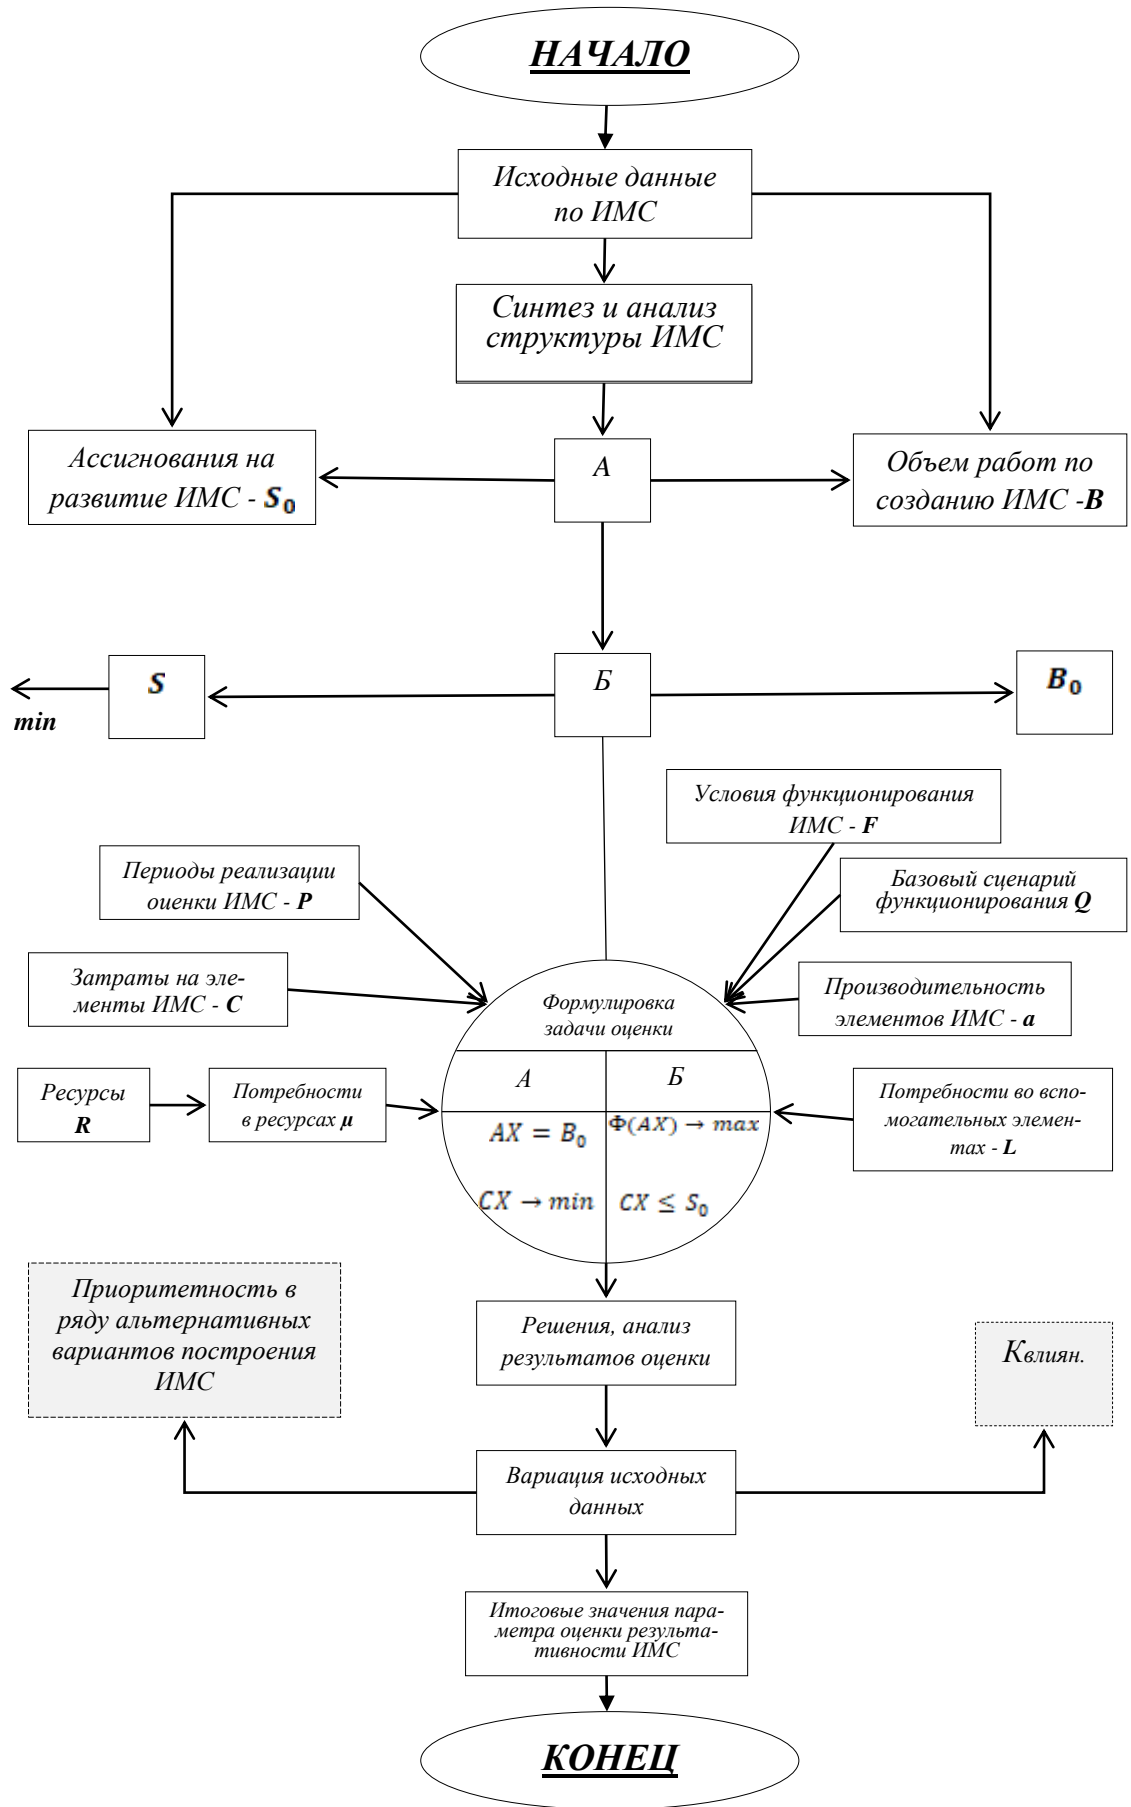 НАЧАЛО
Исходные данные
по ИМС
Синтез и анализ
структуры ИМС
Ассигнования на
развитие ИМС - S₀
А
Объем работ по
созданию ИМС -B
min
S
Б
B₀
Условия функционирования
ИМС - F
Периоды реализации
оценки ИМС - P
Базовый сценарий
функционирования Q
Затраты на эле-
менты ИМС - C
Формулировка
задачи оценки
Производительность
элементов ИМС - a
Ресурсы
R
Потребности
в ресурсах μ
А
Б
AX = B₀
Φ(AX) → max
CX → min
CX ≤ S₀
Потребности во вспо-
могательных элемен-
тах - L
Приоритетность в
ряду альтернативных
вариантов построения
ИМС
Решения, анализ
результатов оценки
Квлиян.
Вариация исходных
данных
Итоговые значения пара-
метра оценки результа-
тивности ИМС
КОНЕЦ